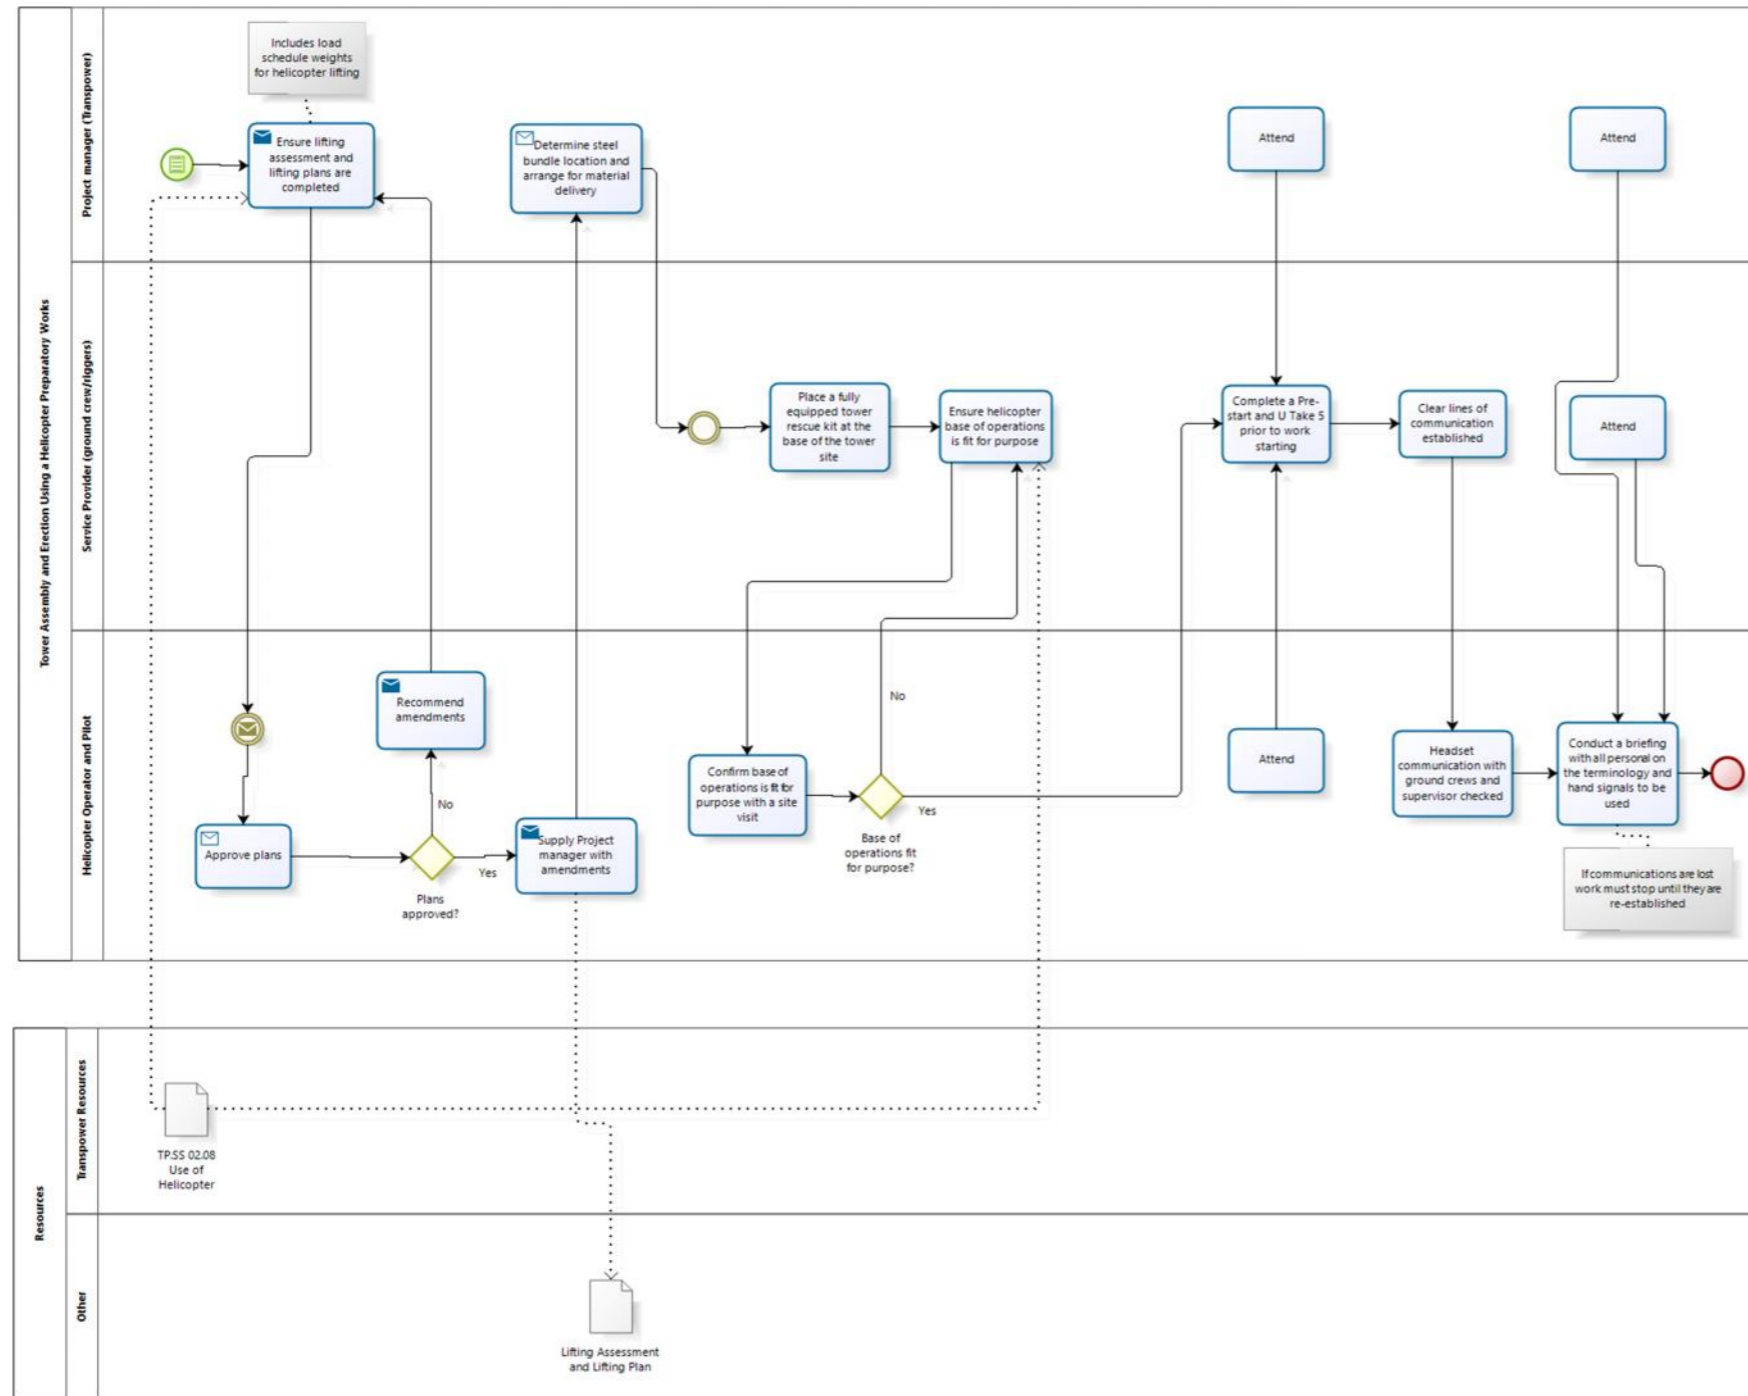 Tower Assembly and Erection Using a Helicopter Preparatory Works
Project manager (Transpower)
Includes load
schedule weights
for helicopter lifting
Ensure lifting
assessment and
lifting plans are
completed
Determine steel
bundle location and
arrange for material
delivery
Attend
Attend
Service Provider (ground crew/riggers)
Place a fully
equipped tower
rescue kit at the
base of the tower
site
Ensure helicopter
base of operations
is fit for purpose
Complete a Pre-
start and U Take 5
prior to work
starting
Clear lines of
communication
established
Attend
Helicopter Operator and Pilot
Recommend
amendments
No
Approve plans
Plans
approved?
Yes
Supply Project
manager with
amendments
Confirm base of
operations is fit for
purpose with a site
visit
No
Base of
operations fit
for purpose?
Yes
Attend
Headset
communication with
ground crews and
supervisor checked
Conduct a briefing
with all personal on
the terminology and
hand signals to be
used
If communications are lost
work must stop until they are
re-established
Resources
Transpower Resources
TP.SS 02.08
Use of
Helicopter
Other
Lifting Assessment
and Lifting Plan